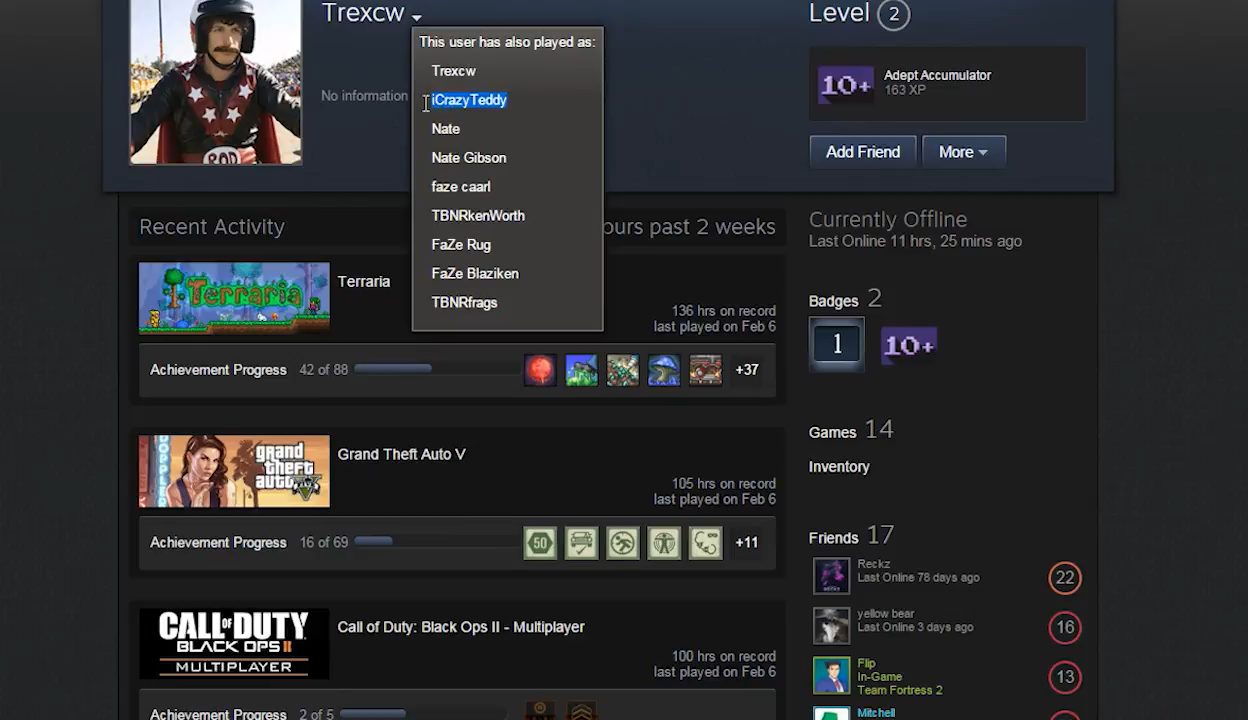 Trexcw
Level 2
This user has also played as:
Trexcw
iCrazyTeddy
Nate
Nate Gibson
faze caarl
TBNRkenWorth
FaZe Rug
FaZe Blaziken
TBNRfrags
No information
ROD
10+
Adept Accumulator
163 XP
Add Friend
More
Recent Activity
ours past 2 weeks
Currently Offline
Last Online 11 hrs, 25 mins ago
Terraria
Terraria
136 hrs on record
last played on Feb 6
Achievement Progress 42 of 88
+37
Badges 2
1
10+
Games 14
Inventory
grand
theft
auto
V
Grand Theft Auto V
105 hrs on record
last played on Feb 6
Achievement Progress 16 of 69
50
+11
Friends 17
Reckz
Last Online 78 days ago
22
yellow bear
Last Online 3 days ago
16
Flip
In-Game
Team Fortress 2
13
Mitchell
CALL OF DUTY
BLACK OPS II
MULTIPLAYER
Call of Duty: Black Ops II - Multiplayer
100 hrs on record
last played on Feb 6
Achievement Progress 2 of 5